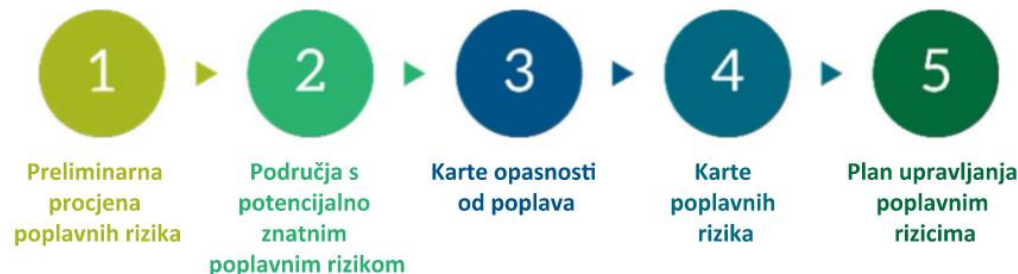 1
2
3
4
5
Preliminarna
procjena
poplavnih rizika
Područja s
potencijalno
znatnim
poplavnim rizikom
Karte opasnosti
od poplava
Karte
poplavnih
rizika
Plan upravljanja
poplavnim
rizicima